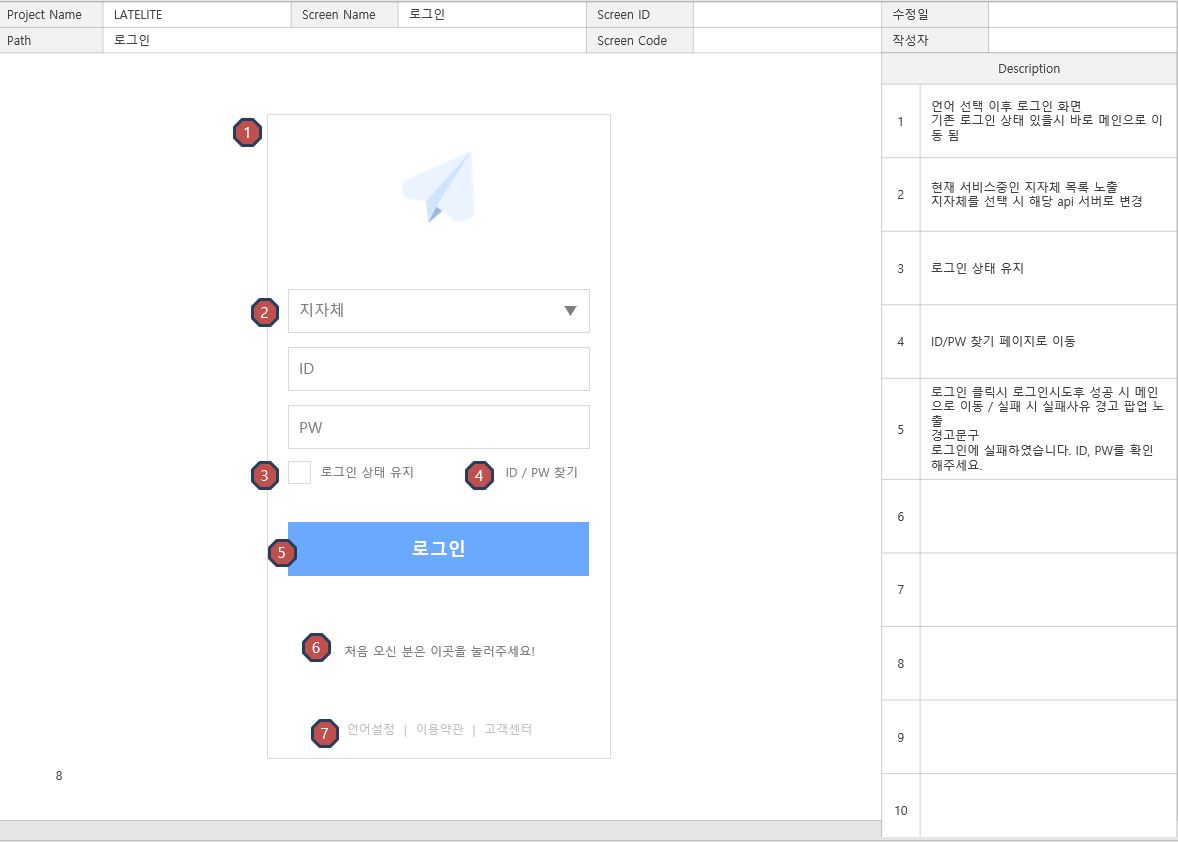 Project Name LATELITE Screen Name 로그인 Screen ID 수정일
Path 로그인 Screen Code 작성자
Description
1
1 언어 선택 이후 로그인 화면
기존 로그인 상태 있을시 바로 메인으로 이
동 됨
2 현재 서비스중인 지자체 목록 노출
지자체를 선택 시 해당 api 서버로 변경
2 지자체
3 로그인 상태 유지
ID
4 ID/PW 찾기 페이지로 이동
PW
3 로그인 상태 유지 4 ID / PW 찾기
5 로그인 클릭시 로그인시도후 성공 시 메인
으로 이동 / 실패 시 실패사유 경고 팝업 노
출
경고문구
로그인에 실패하였습니다. ID, PW를 확인
해주세요.
5 로그인
6
7
6 처음 오신 분은 이곳을 눌러주세요!
8
7 언어설정 | 이용약관 | 고객센터
9
8
10